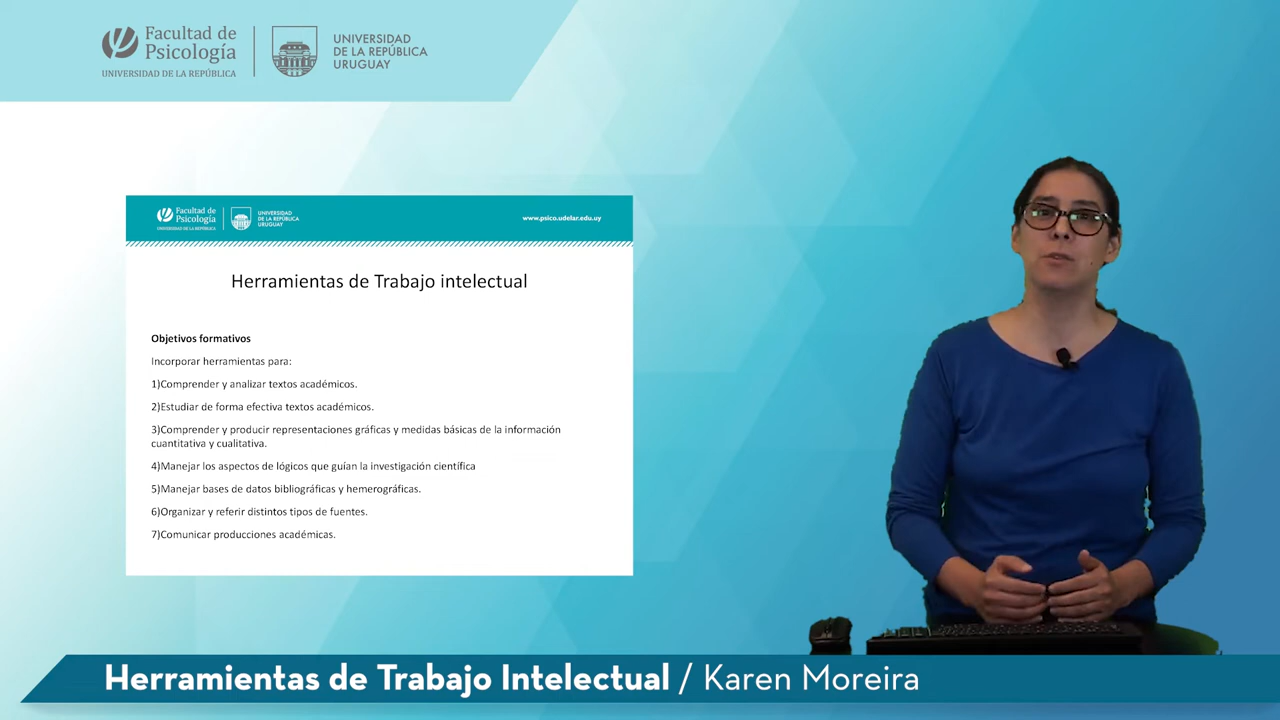 Facultad de
Psicología
UNIVERSIDAD DE LA REPÚBLICA
UNIVERSIDAD
DE LA REPÚBLICA
URUGUAY
Facultad de
Psicología
UNIVERSIDAD DE LA REPÚBLICA
UNIVERSIDAD
DE LA REPÚBLICA
URUGUAY
www.psico.udelar.edu.uy
Herramientas de Trabajo intelectual
Objetivos formativos
Incorporar herramientas para:
1)Comprender y analizar textos académicos.
2)Estudiar de forma efectiva textos académicos.
3)Comprender y producir representaciones gráficas y medidas básicas de la información
cuantitativa y cualitativa.
4)Manejar los aspectos de lógicos que guían la investigación científica
5)Manejar bases de datos bibliográficas y hemerográficas.
6)Organizar y referir distintos tipos de fuentes.
7)Comunicar producciones académicas.
Herramientas de Trabajo Intelectual / Karen Moreira